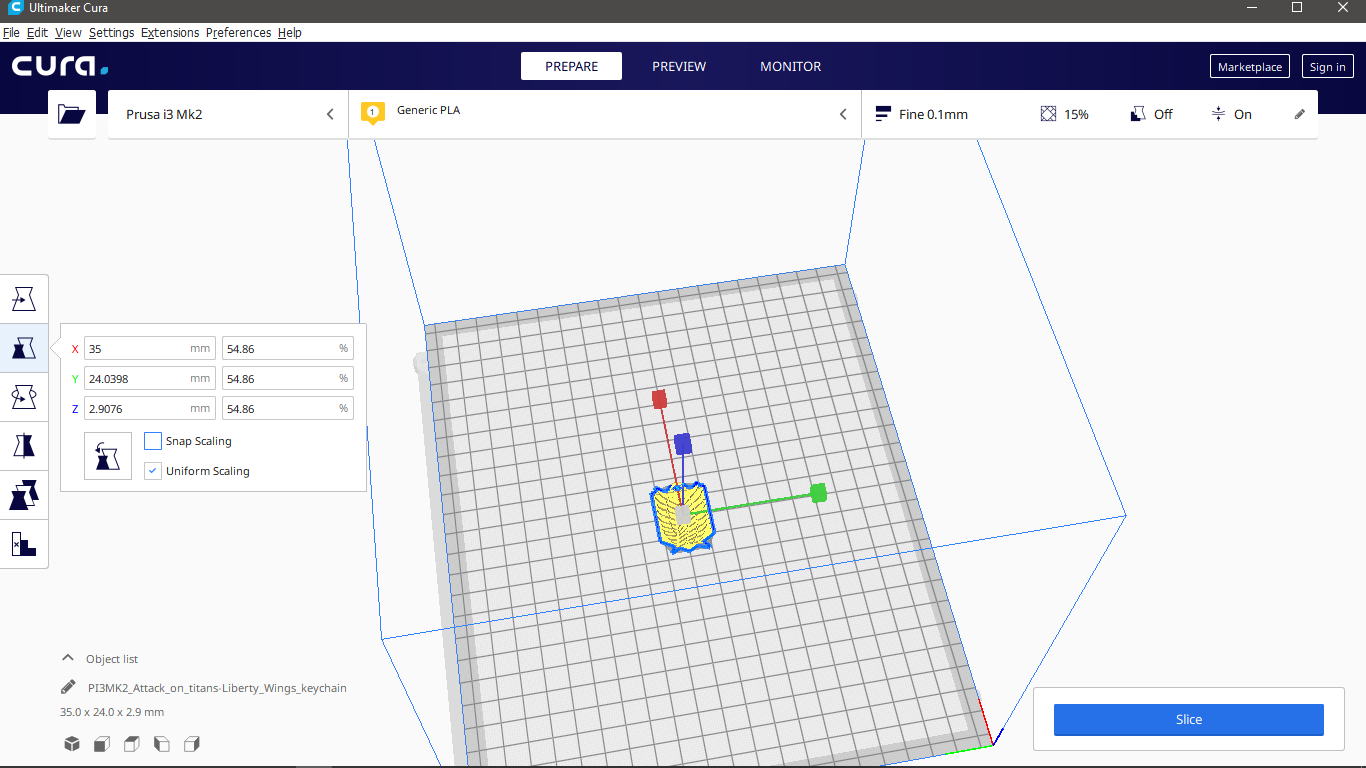 Ultimaker Cura
File Edit View Settings Extensions Preferences Help
cura.
PREPARE PREVIEW MONITOR
Marketplace Sign in
Prusa i3 Mk2
1 Generic PLA
Fine 0.1mm 15% Off On
X 35 mm 54.86 %
Y 24.0398 mm 54.86 %
Z 2.9076 mm 54.86 %
Snap Scaling
Uniform Scaling
Object list
PI3MK2_Attack_on_titans-Liberty_Wings_keychain
35.0 x 24.0 x 2.9 mm
Slice